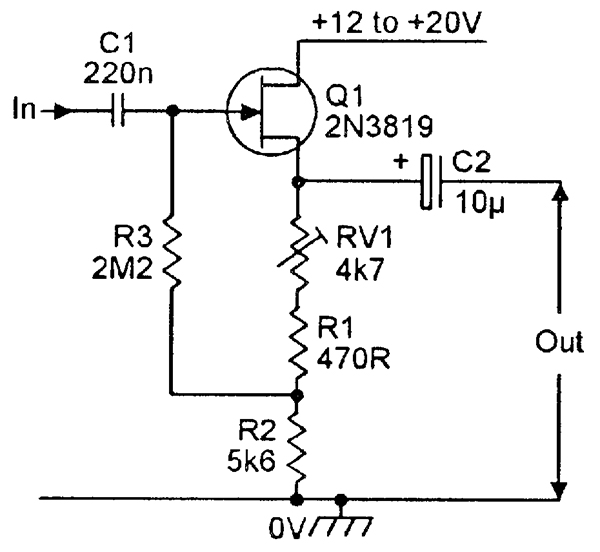 +12 to +20V
C1
220n
In
Q1
2N3819
+
C2
10µ
R3
2M2
RV1
4k7
R1
470R
Out
R2
5k6
0V